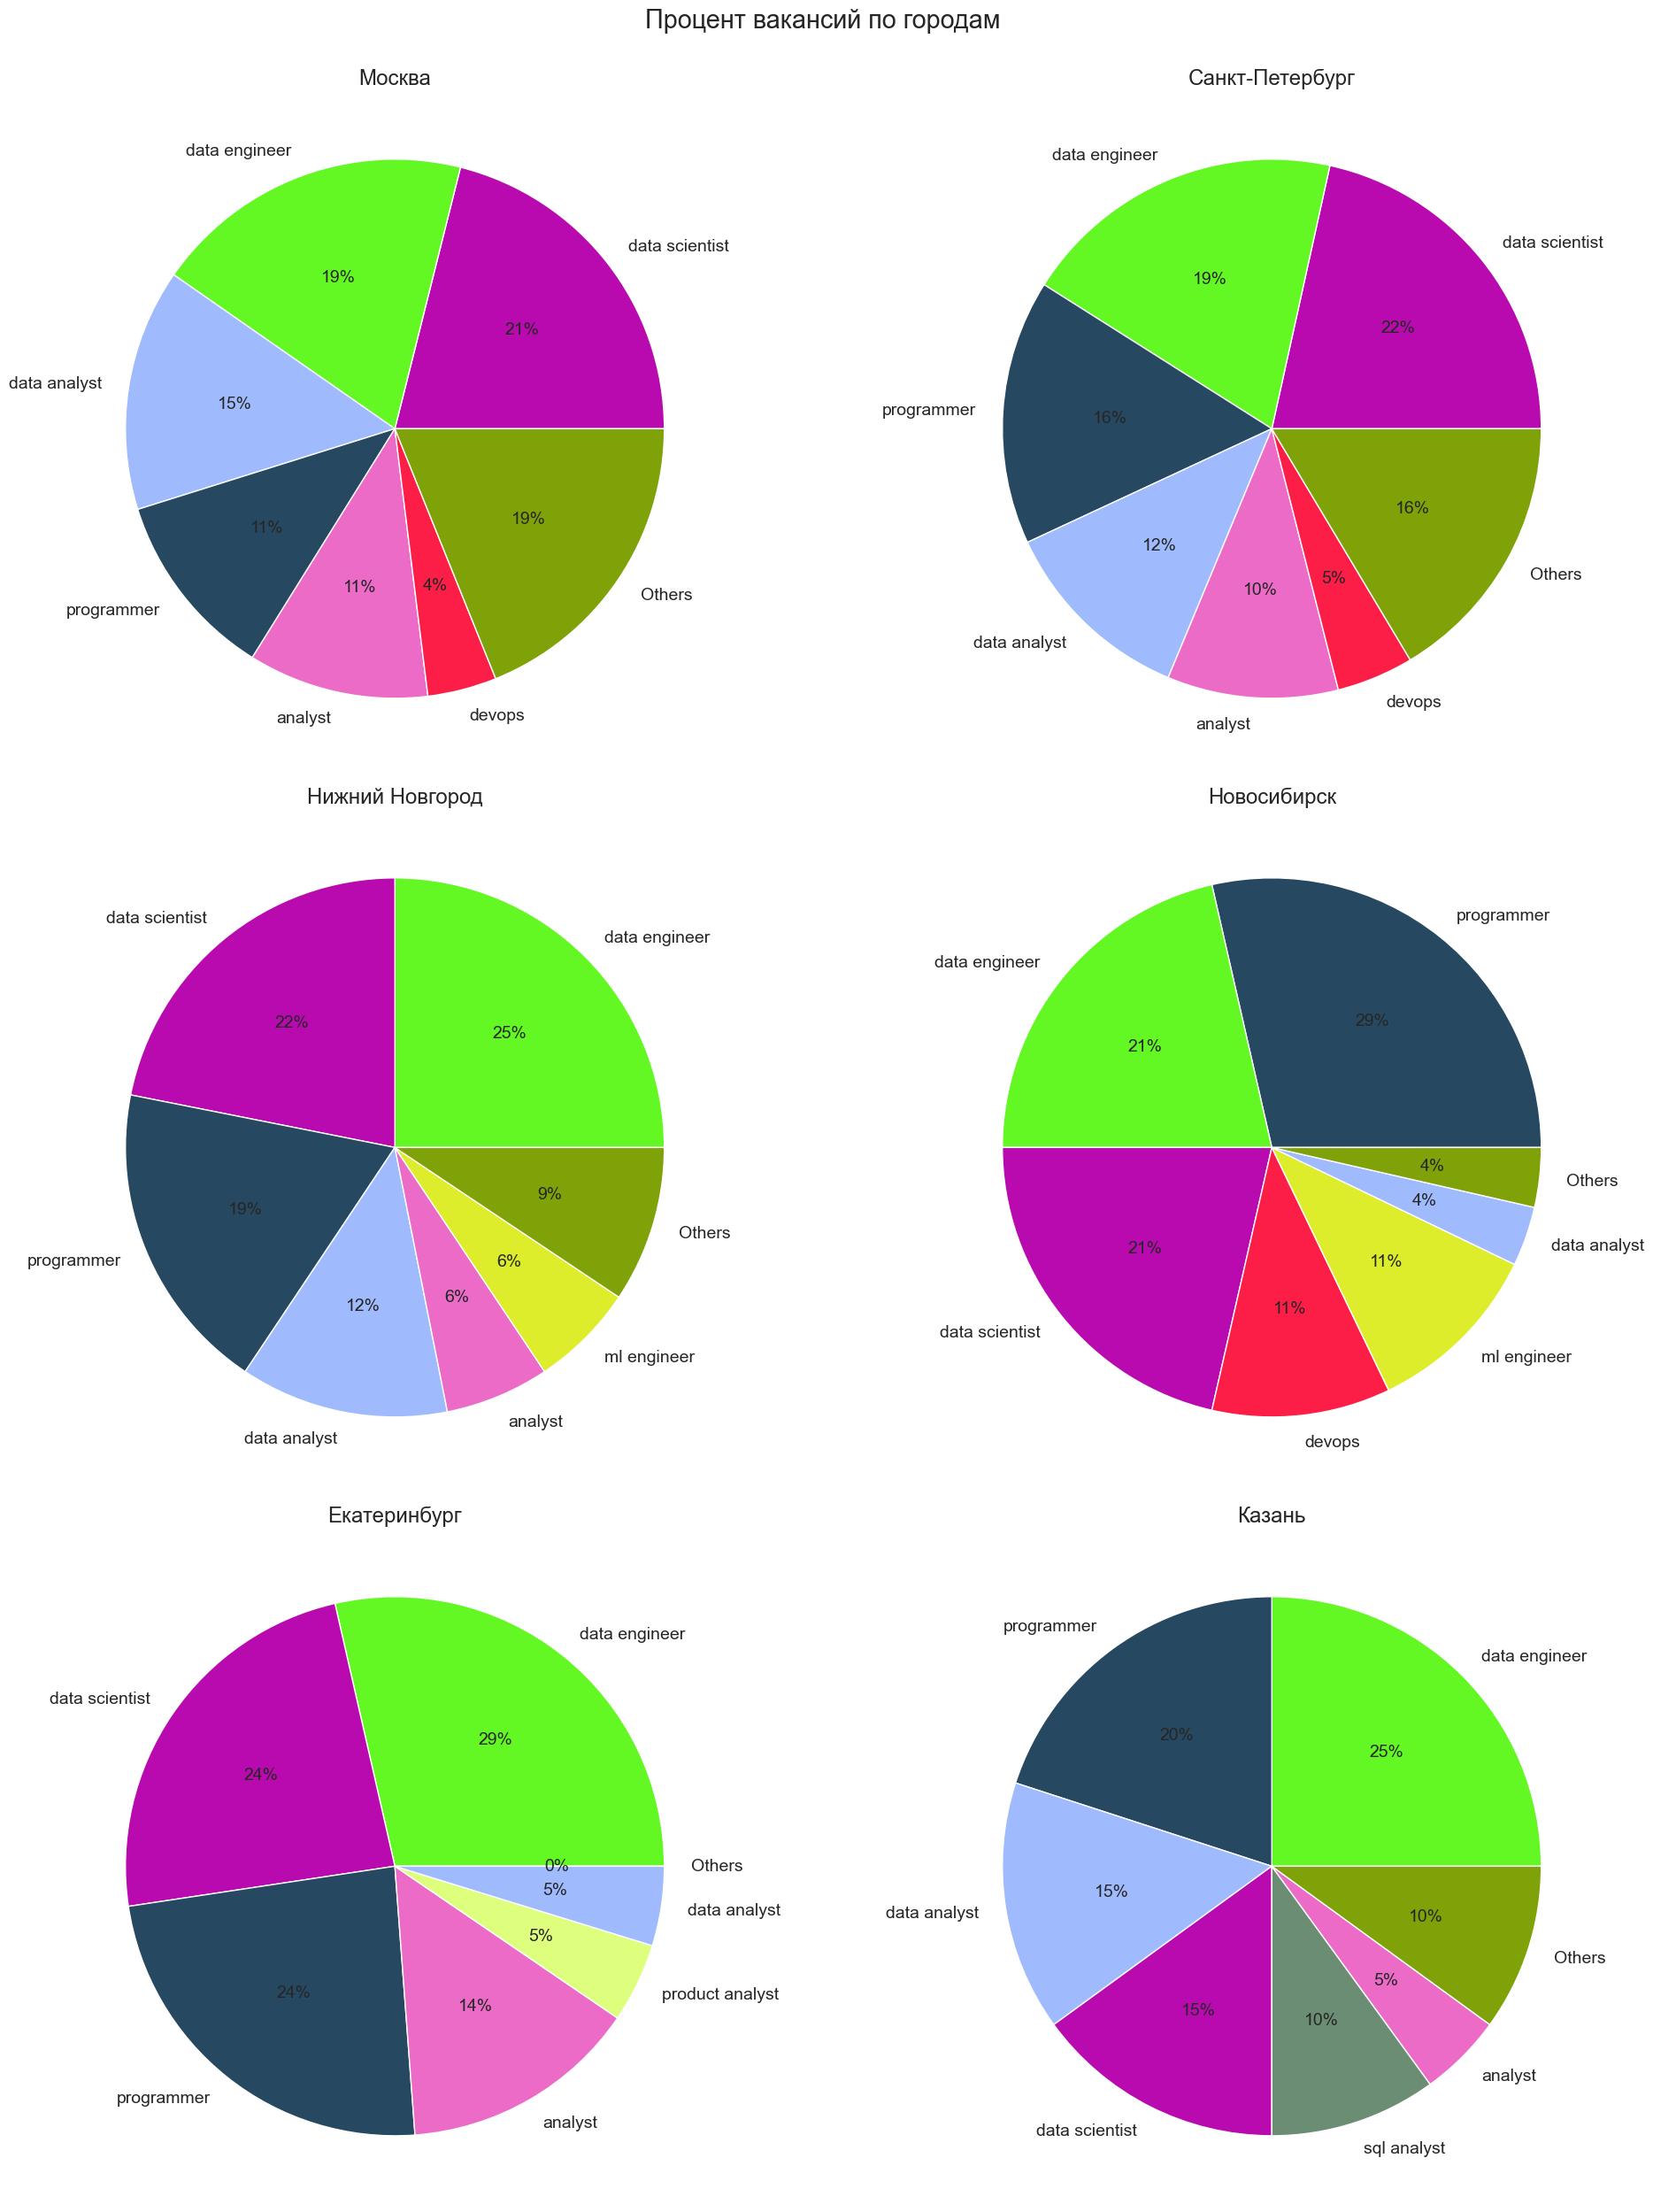 Процент вакансий по городам
Москва
data engineer
data scientist
19%
21%
data analyst
15%
11%
19%
programmer
11%
4%
Others
analyst
devops
Санкт-Петербург
data engineer
data scientist
19%
22%
programmer
16%
12%
16%
data analyst
10%
5%
Others
analyst
devops
Нижний Новгород
data scientist
data engineer
22%
25%
programmer
19%
9%
Others
12%
6%
6%
ml engineer
data analyst
analyst
Новосибирск
programmer
data engineer
29%
21%
4%
Others
4%
data analyst
21%
11%
data scientist
11%
ml engineer
devops
Екатеринбург
data engineer
data scientist
29%
24%
0%
Others
5%
data analyst
5%
product analyst
24%
14%
programmer
analyst
Казань
programmer
data engineer
20%
25%
data analyst
15%
10%
Others
15%
10%
5%
analyst
data scientist
sql analyst